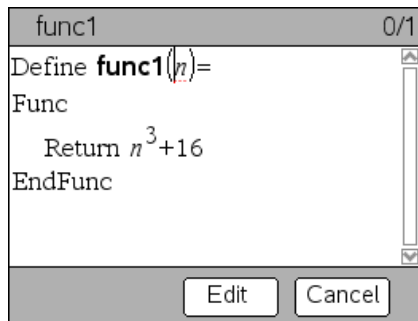 func1 0/1
Define func1(n)=
Func
Return n³+16
EndFunc
Edit Cancel